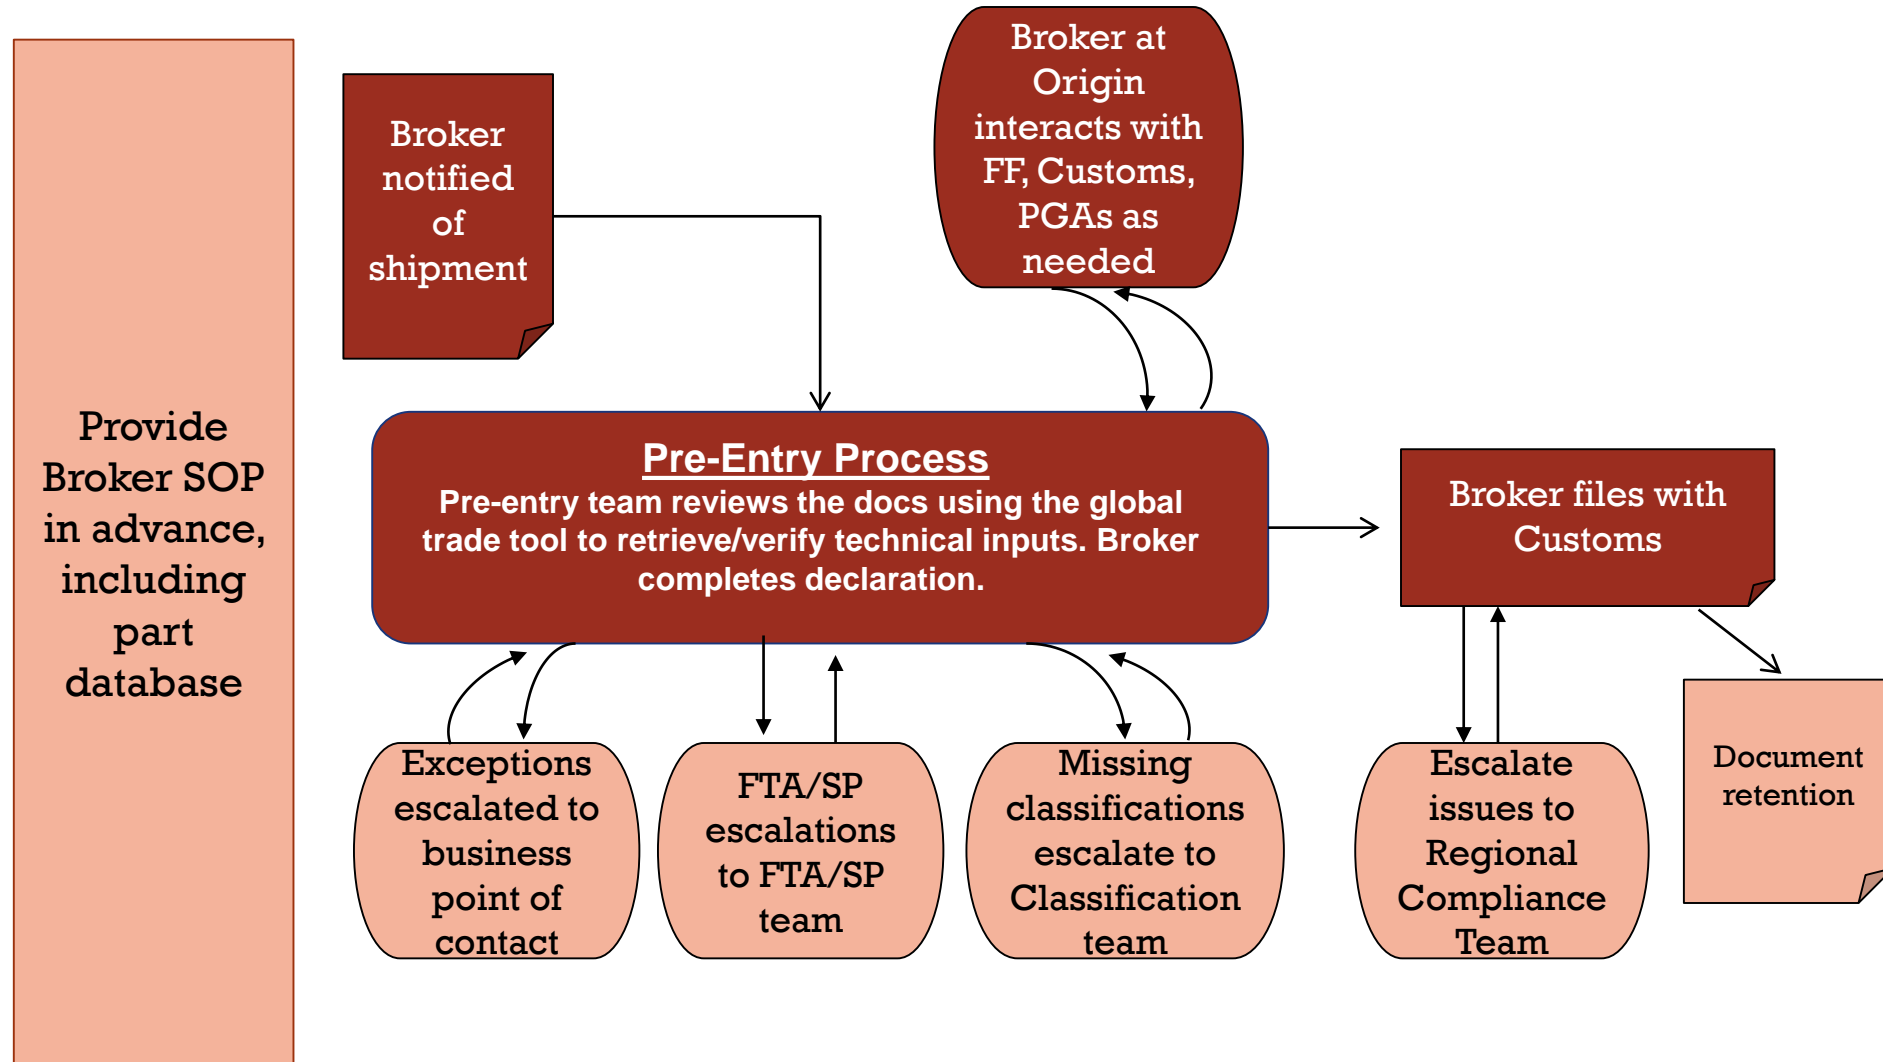 Provide
Broker SOP
in advance,
including
part
database
Broker
notified
of
shipment
Broker at
Origin
interacts with
FF, Customs,
PGAs as
needed
Pre-Entry Process
Pre-entry team reviews the docs using the global
trade tool to retrieve/verify technical inputs. Broker
completes declaration.
Broker files with
Customs
Exceptions
escalated to
business
point of
contact
FTA/SP
escalations
to FTA/SP
team
Missing
classifications
escalate to
Classification
team
Escalate
issues to
Regional
Compliance
Team
Document
retention